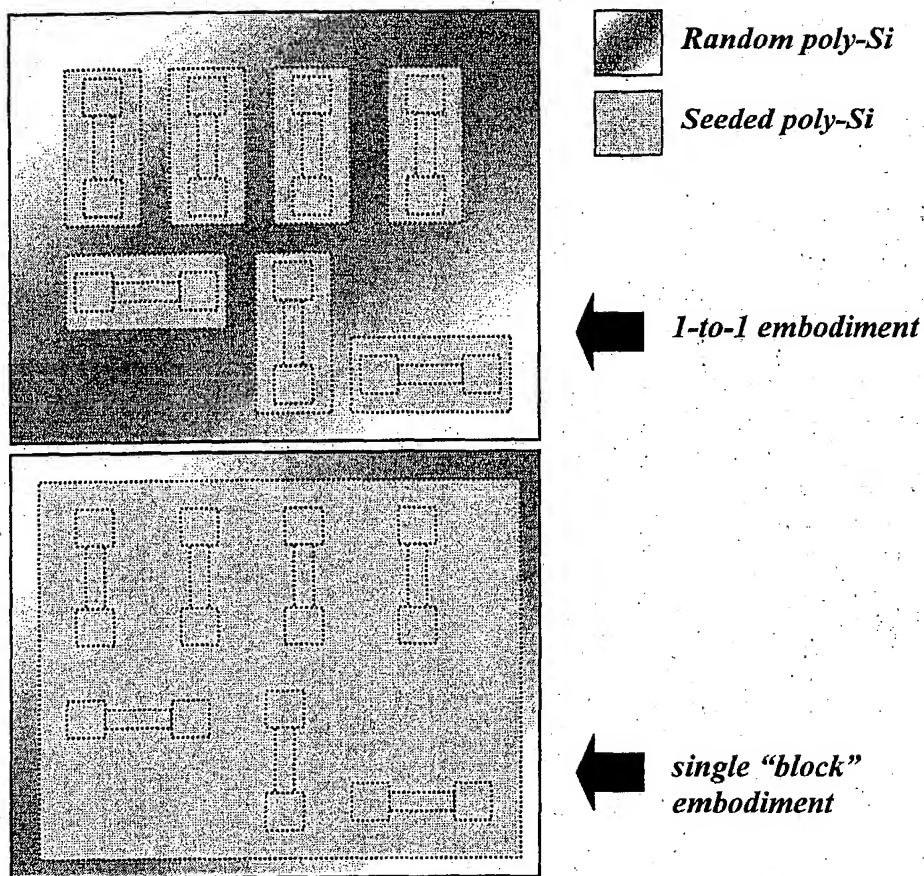 Random poly-Si
Seeded poly-Si
1-to-1 embodiment
single “block”
embodiment